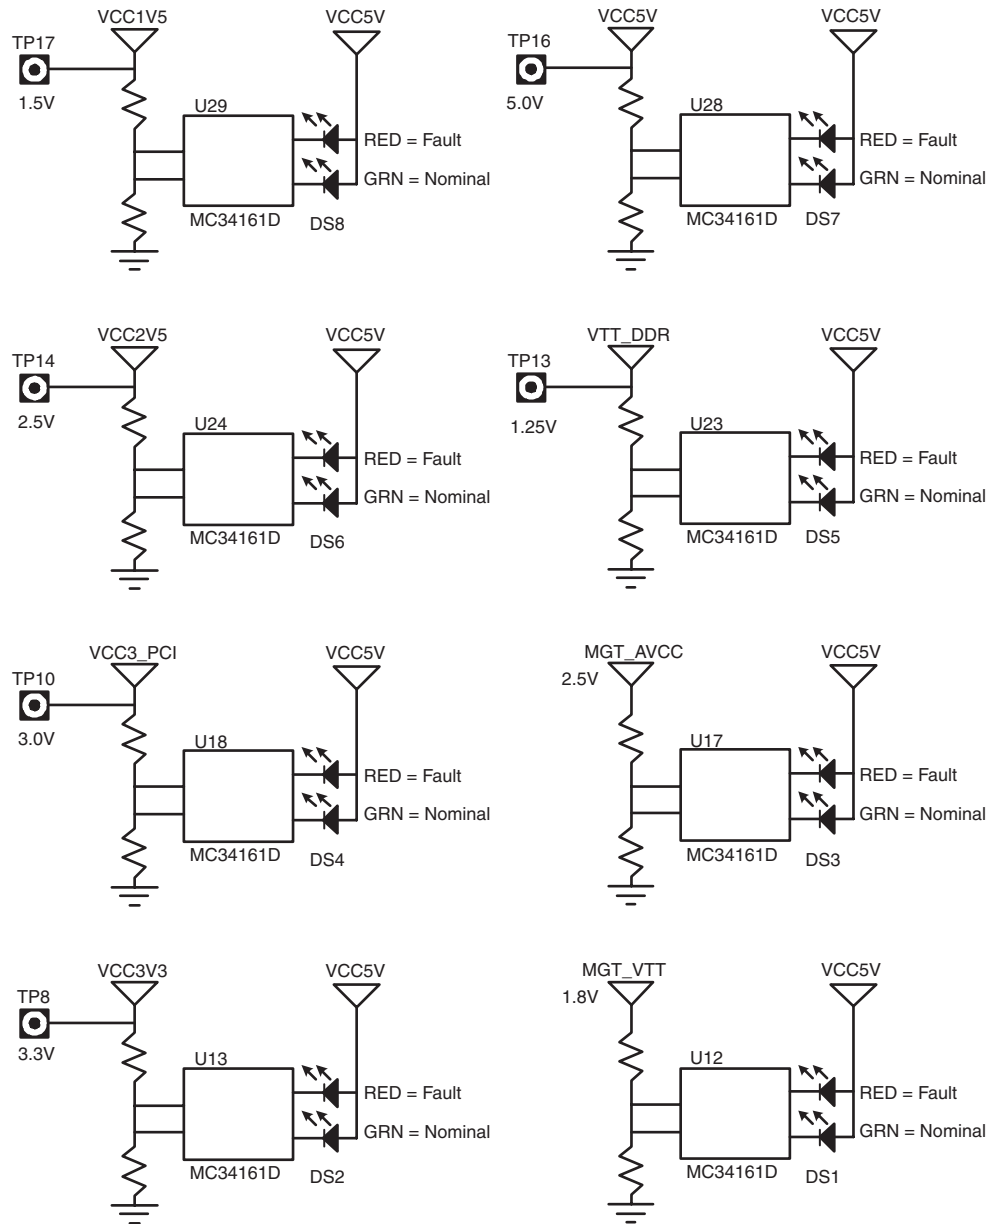 VCC1V5
VCC5V
TP17
1.5V
U29
RED = Fault
GRN = Nominal
MC34161D
DS8
VCC5V
VCC5V
TP16
5.0V
U28
RED = Fault
GRN = Nominal
MC34161D
DS7
VCC2V5
VCC5V
TP14
2.5V
U24
RED = Fault
GRN = Nominal
MC34161D
DS6
VTT_DDR
VCC5V
TP13
1.25V
U23
RED = Fault
GRN = Nominal
MC34161D
DS5
VCC3_PCI
VCC5V
TP10
3.0V
U18
RED = Fault
GRN = Nominal
MC34161D
DS4
MGT_AVCC
VCC5V
2.5V
U17
RED = Fault
GRN = Nominal
MC34161D
DS3
VCC3V3
VCC5V
TP8
3.3V
U13
RED = Fault
GRN = Nominal
MC34161D
DS2
MGT_VTT
VCC5V
1.8V
U12
RED = Fault
GRN = Nominal
MC34161D
DS1